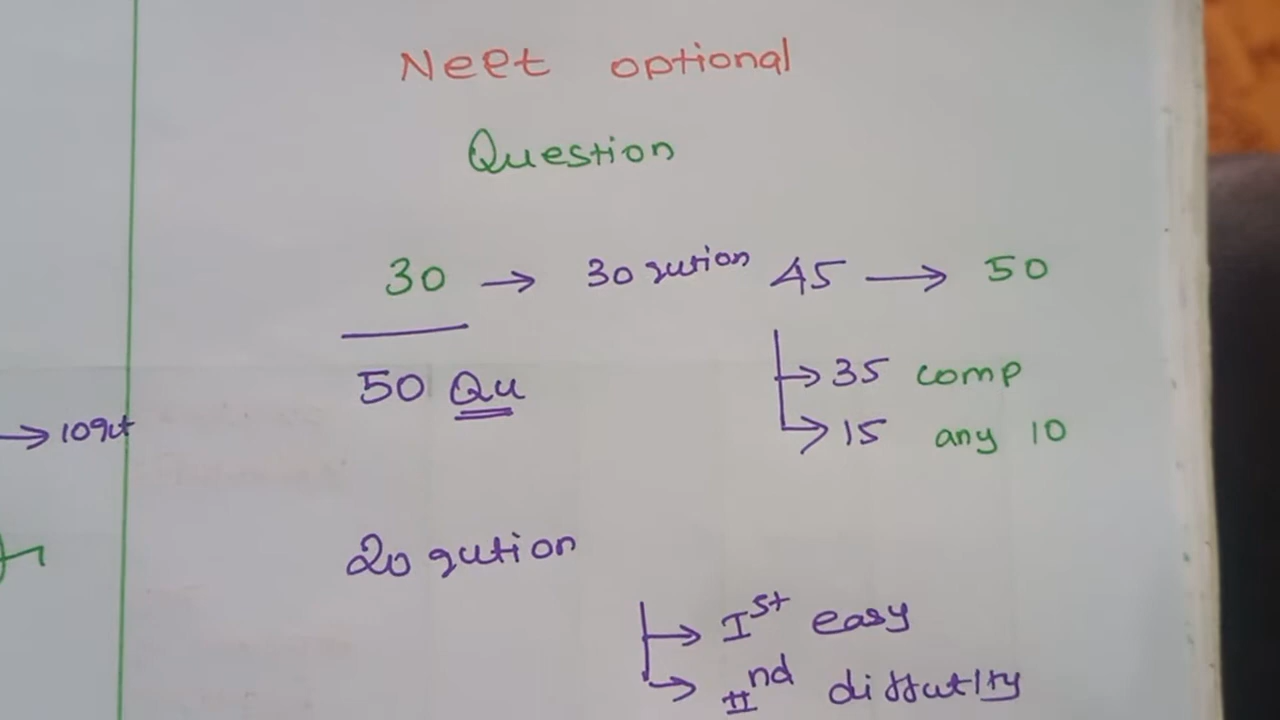 Neet optional
Question
30 → 30 qution 45 → 50
50 Qu
→ 35 comp
→ 15 any 10
→ 10qt
20 qution
→ Ist easy
→ IInd